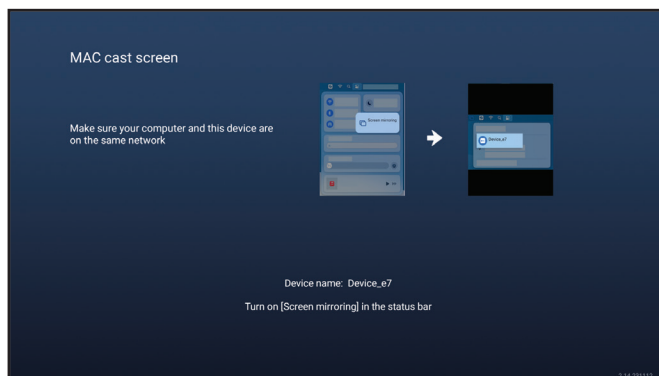 MAC cast screen
Screen mirroring
Make sure your computer and this device are
on the same network
Device_e7
Device name: Device_e7
Turn on [Screen mirroring] in the status bar